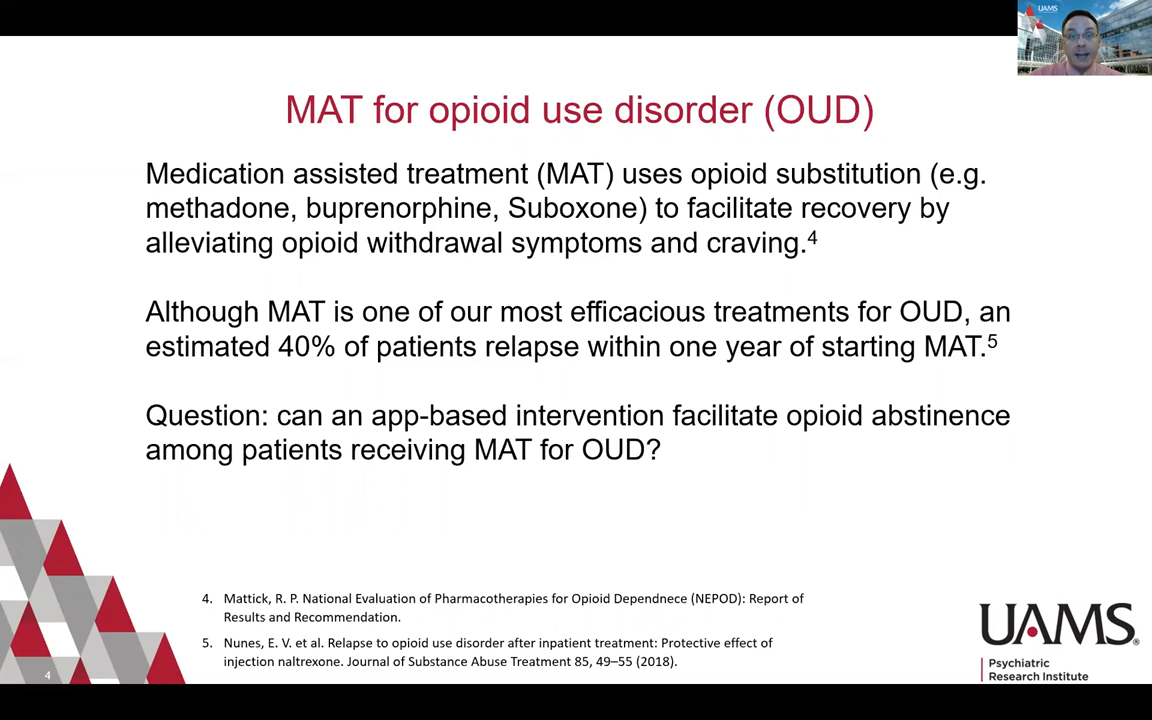 UAMS
MAT for opioid use disorder (OUD)
Medication assisted treatment (MAT) uses opioid substitution (e.g.
methadone, buprenorphine, Suboxone) to facilitate recovery by
alleviating opioid withdrawal symptoms and craving.4
Although MAT is one of our most efficacious treatments for OUD, an
estimated 40% of patients relapse within one year of starting MAT.5
Question: can an app-based intervention facilitate opioid abstinence
among patients receiving MAT for OUD?
4. Mattick, R. P. National Evaluation of Pharmacotherapies for Opioid Dependnece (NEPOD): Report of
Results and Recommendation.
5. Nunes, E. V. et al. Relapse to opioid use disorder after inpatient treatment: Protective effect of
injection naltrexone. Journal of Substance Abuse Treatment 85, 49–55 (2018).
4
UAMS®
Psychiatric
Research Institute